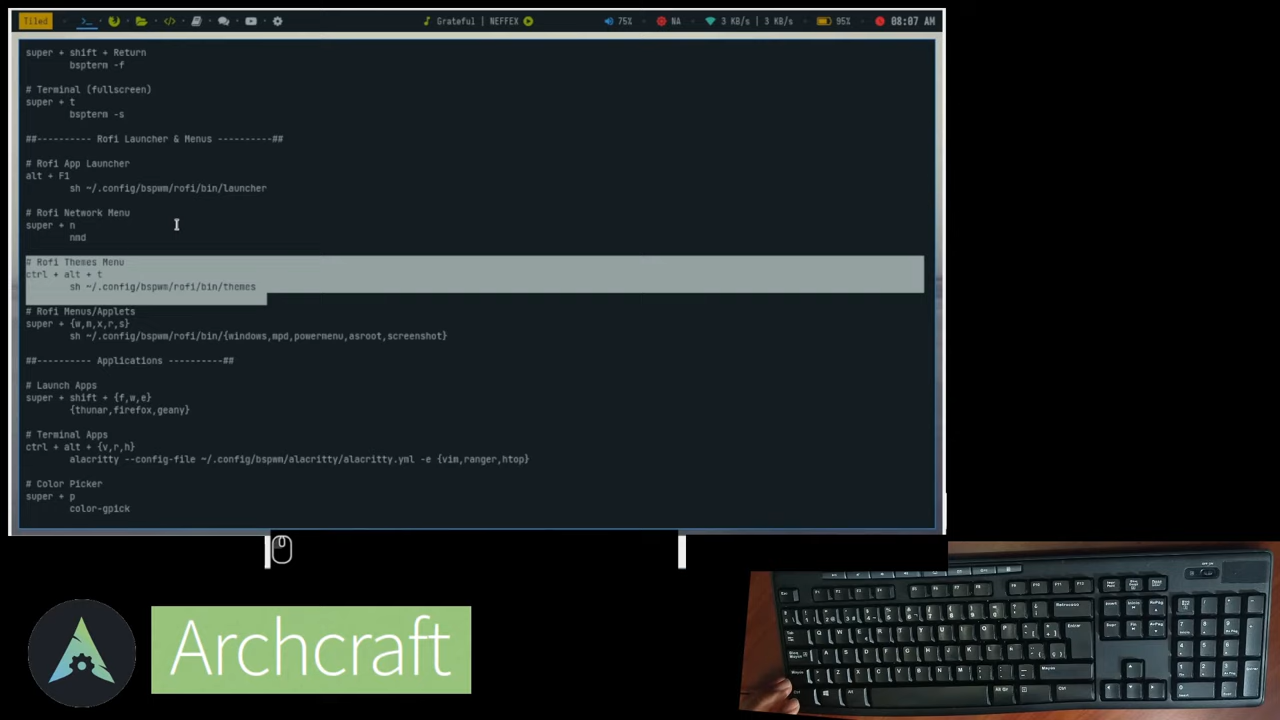 Tiled
Grateful | NEFFEX
75%
NA
3 KB/s | 3 KB/s
95%
08:07 AM
super + shift + Return
bspterm -f
# Terminal (fullscreen)
super + t
bspterm -s
##---------- Rofi Launcher & Menus ----------##
# Rofi App Launcher
alt + F1
sh ~/.config/bspwm/rofi/bin/launcher
# Rofi Network Menu
super + n
nmd
# Rofi Themes Menu
ctrl + alt + t
sh ~/.config/bspwm/rofi/bin/themes
# Rofi Menus/Applets
super + {w,m,x,r,s}
sh ~/.config/bspwm/rofi/bin/{windows,mpd,powermenu,asroot,screenshot}
##---------- Applications ----------##
# Launch Apps
super + shift + {f,w,e}
{thunar,firefox,geany}
# Terminal Apps
ctrl + alt + {v,r,h}
alacritty --config-file ~/.config/bspwm/alacritty/alacritty.yml -e {vim,ranger,htop}
# Color Picker
super + p
color-gpick
Archcraft